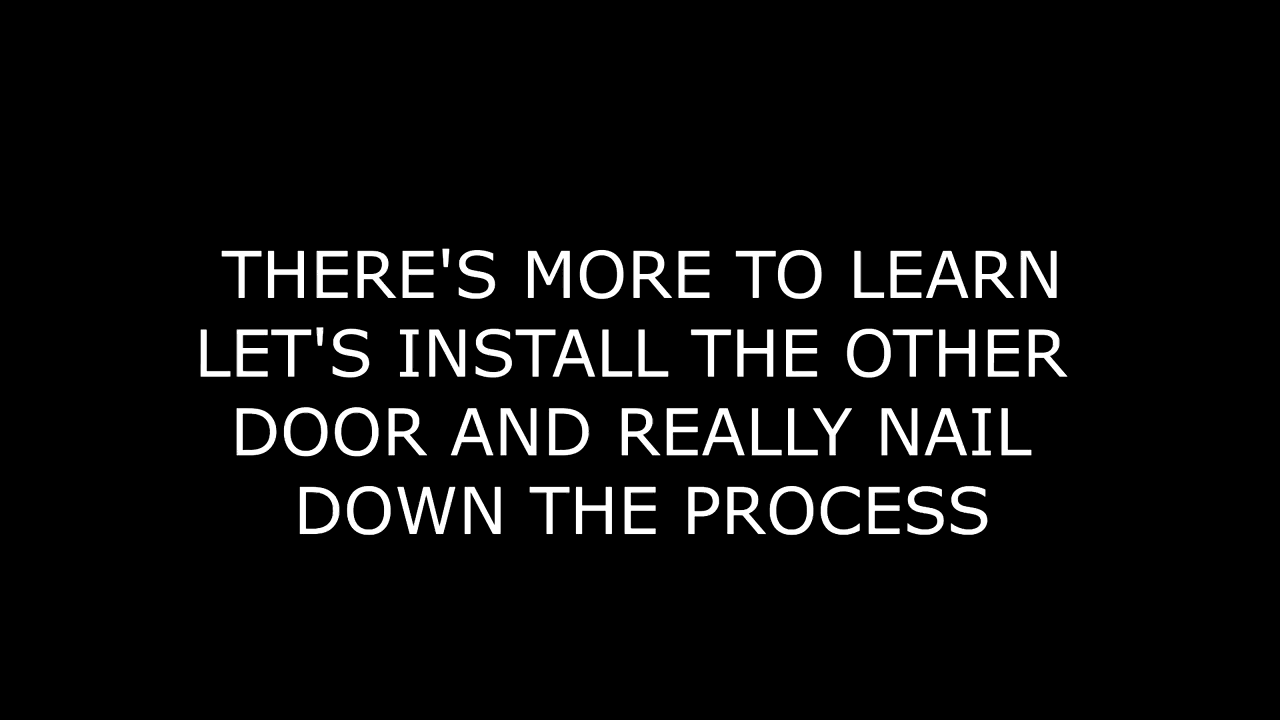 THERE'S MORE TO LEARN
LET'S INSTALL THE OTHER
DOOR AND REALLY NAIL
DOWN THE PROCESS